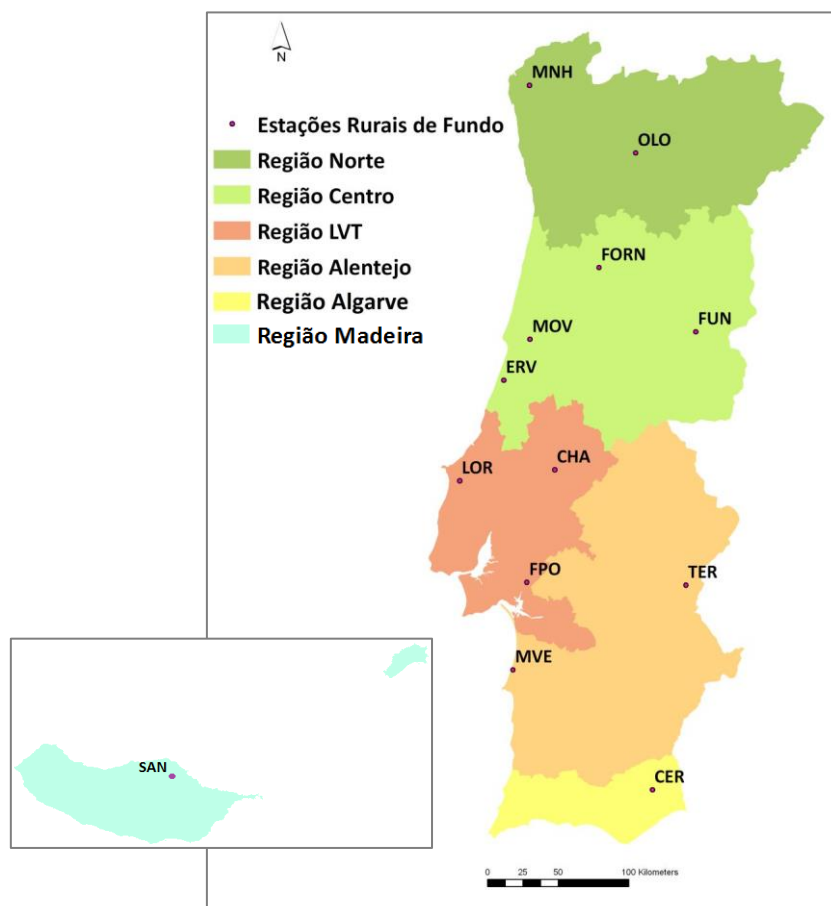 N
Estações Rurais de Fundo
Região Norte
Região Centro
Região LVT
Região Alentejo
Região Algarve
Região Madeira
MNH
OLO
FORN
MOV
FUN
ERV
LOR
CHA
FPO
TER
MVE
SAN
CER
0 25 50 100 Kilometers